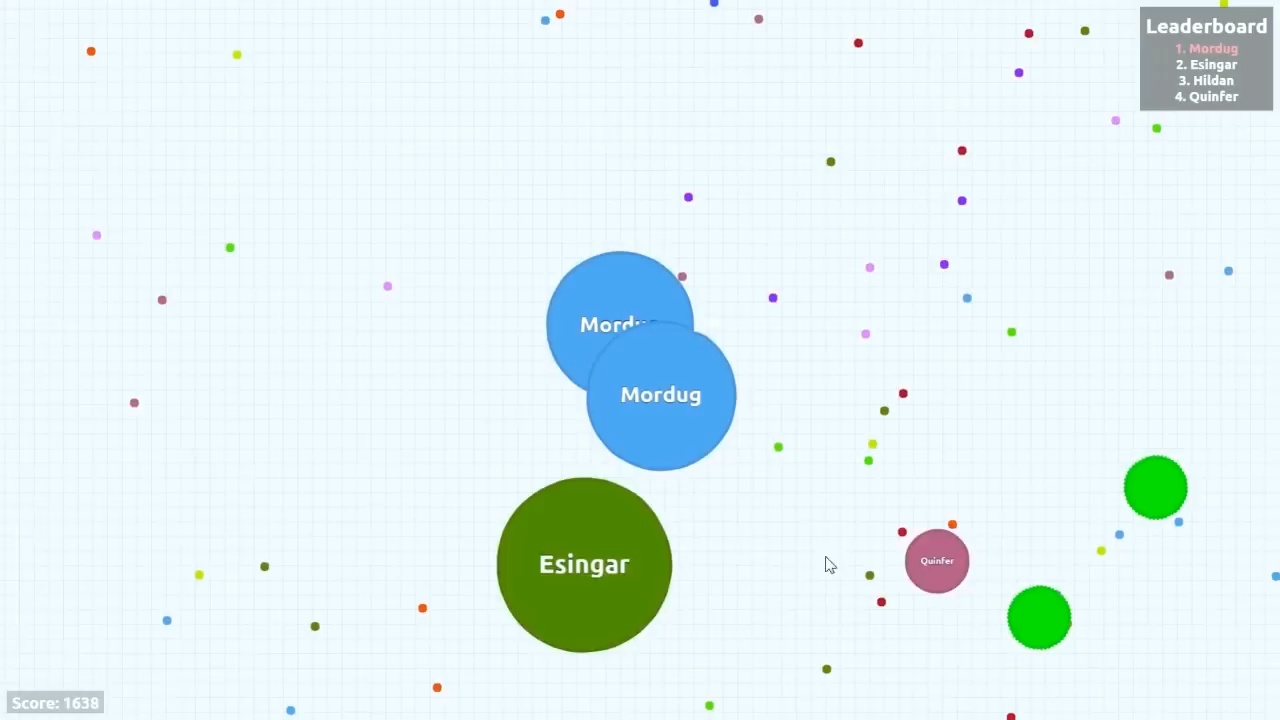 Leaderboard
1. Mordug
2. Esingar
3. Hildan
4. Quinfer
Mordug
Mordug
Esingar
Quinfer
Score: 1638